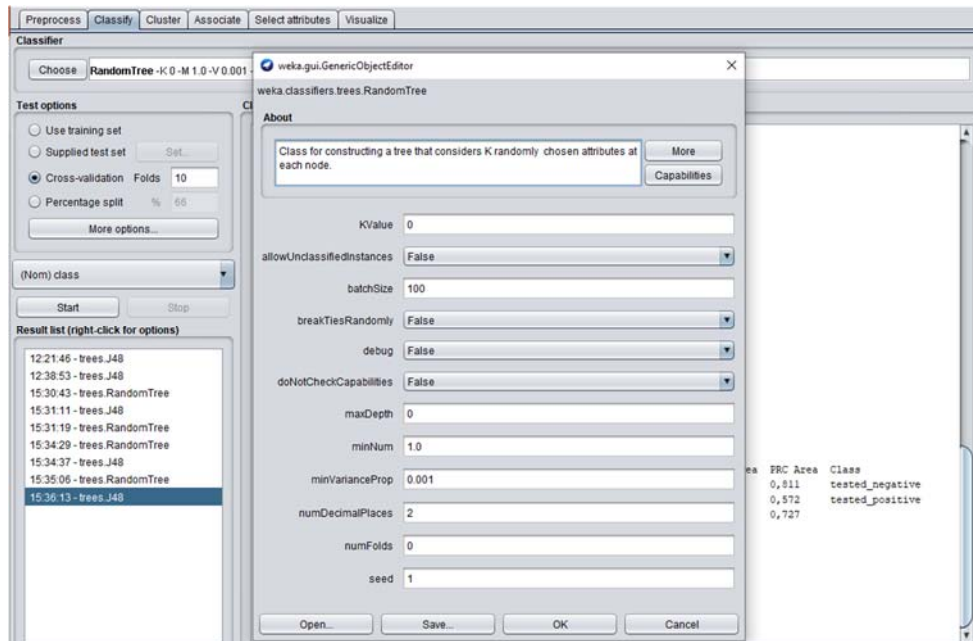 Preprocess Classify Cluster Associate Select attributes Visualize
Classifier
Choose RandomTree -K 0 -M 1.0 -V 0.001 -
Test options
Use training set
Supplied test set Set...
Cross-validation Folds 10
Percentage split % 66
More options...
(Nom) class
Start Stop
Result list (right-click for options)
12:21:46 - trees.J48
12:38:53 - trees.J48
15:30:43 - trees.RandomTree
15:31:11 - trees.J48
15:31:19 - trees.RandomTree
15:34:29 - trees.RandomTree
15:34:37 - trees.J48
15:35:06 - trees.RandomTree
15:36:13 - trees.J48
Cl
weka.gui.GenericObjectEditor
weka.classifiers.trees.RandomTree
About
Class for constructing a tree that considers K randomly chosen attributes at
each node.
More
Capabilities
KValue 0
allowUnclassifiedInstances False
batchSize 100
breakTiesRandomly False
debug False
doNotCheckCapabilities False
maxDepth 0
minNum 1.0
minVarianceProp 0.001
numDecimalPlaces 2
numFolds 0
seed 1
Open... Save... OK Cancel
ea PRC Area Class
0,811 tested_negative
0,572 tested_positive
0,727